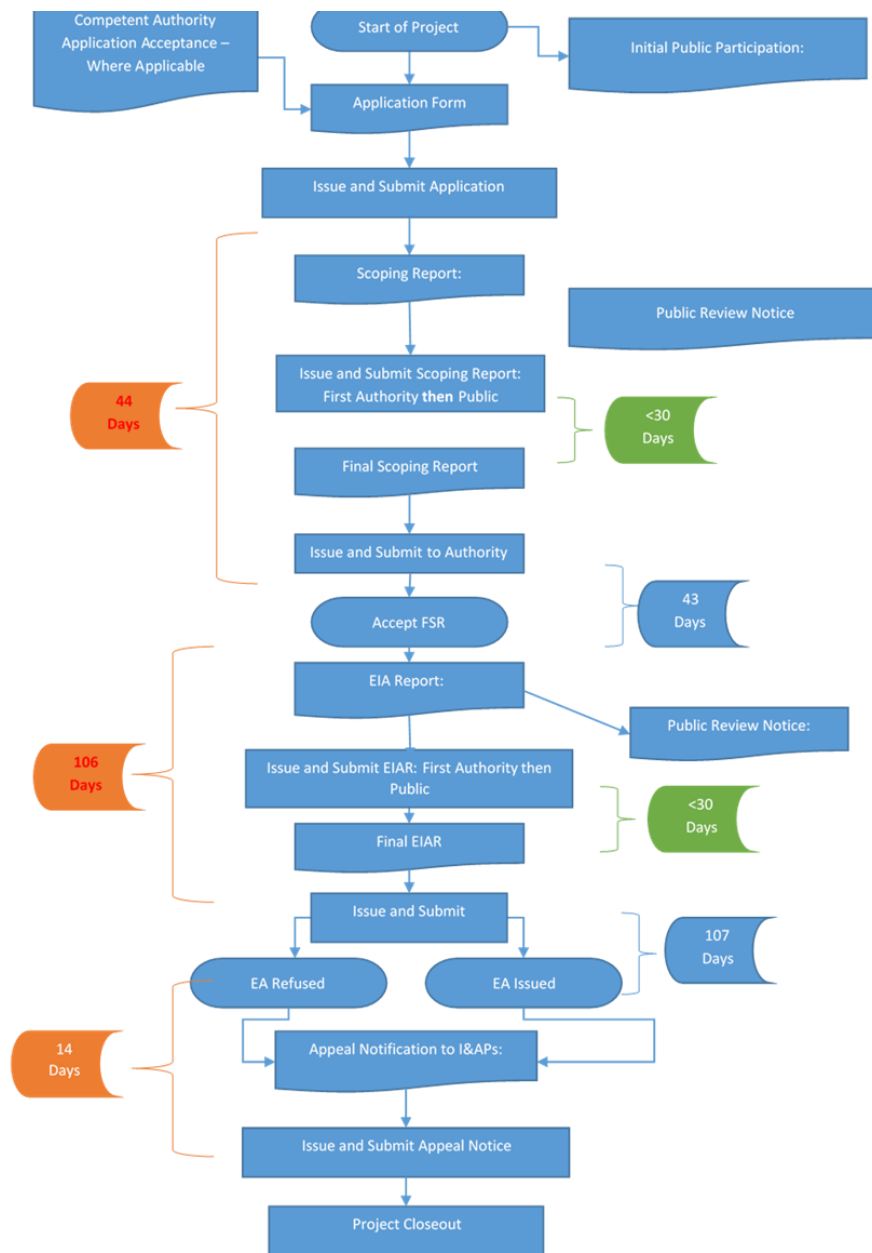 Competent Authority
Application Acceptance –
Where Applicable
Start of Project
Initial Public Participation:
Application Form
Issue and Submit Application
Scoping Report:
Public Review Notice
Issue and Submit Scoping Report:
First Authority then Public
44
Days
<30
Days
Final Scoping Report
Issue and Submit to Authority
43
Days
Accept FSR
EIA Report:
Public Review Notice:
106
Days
Issue and Submit EIAR: First Authority then
Public
<30
Days
Final EIAR
Issue and Submit
107
Days
EA Refused
EA Issued
14
Days
Appeal Notification to I&APs:
Issue and Submit Appeal Notice
Project Closeout